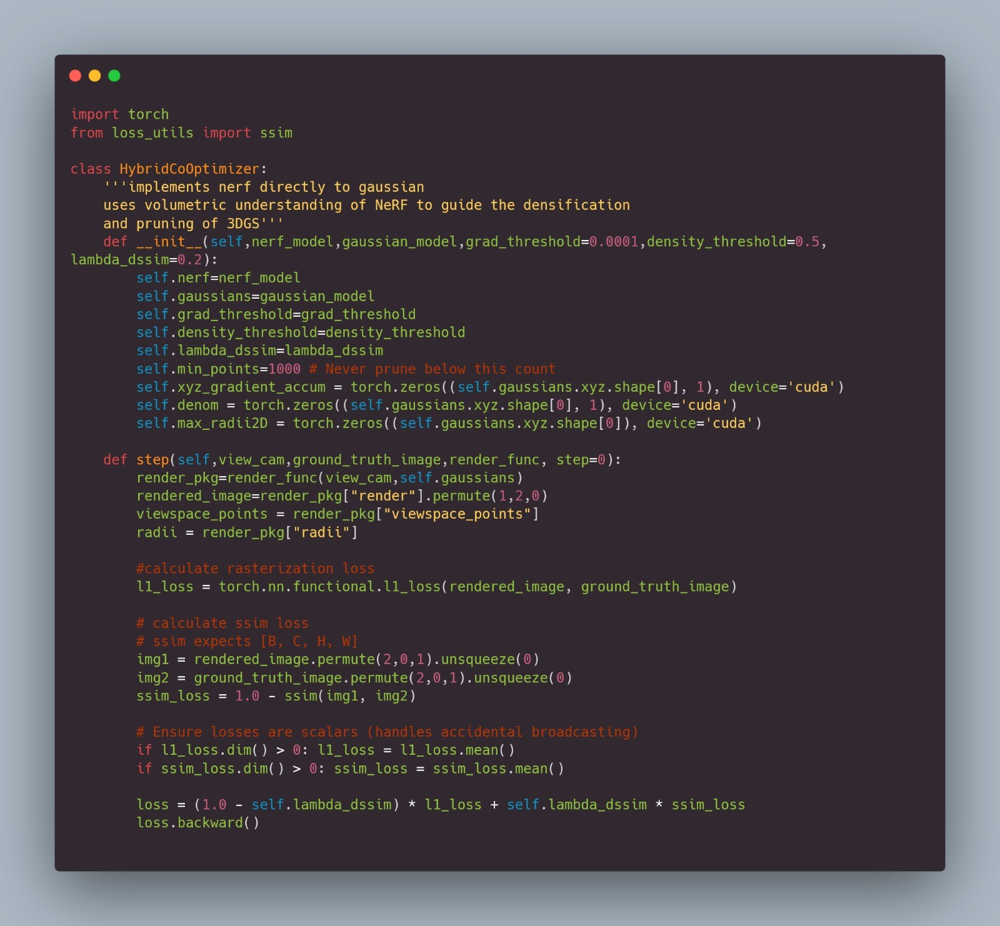 import torch
from loss_utils import ssim

class HybridCoOptimizer:
    '''implements nerf directly to gaussian
    uses volumetric understanding of NeRF to guide the densification
    and pruning of 3DGS'''
    def __init__(self,nerf_model,gaussian_model,grad_threshold=0.0001,density_threshold=0.5,
lambda_dssim=0.2):
        self.nerf=nerf_model
        self.gaussians=gaussian_model
        self.grad_threshold=grad_threshold
        self.density_threshold=density_threshold
        self.lambda_dssim=lambda_dssim
        self.min_points=1000 # Never prune below this count
        self.xyz_gradient_accum = torch.zeros((self.gaussians.xyz.shape[0], 1), device='cuda')
        self.denom = torch.zeros((self.gaussians.xyz.shape[0], 1), device='cuda')
        self.max_radii2D = torch.zeros((self.gaussians.xyz.shape[0]), device='cuda')

    def step(self,view_cam,ground_truth_image,render_func, step=0):
        render_pkg=render_func(view_cam,self.gaussians)
        rendered_image=render_pkg["render"].permute(1,2,0)
        viewspace_points = render_pkg["viewspace_points"]
        radii = render_pkg["radii"]

        #calculate rasterization loss
        l1_loss = torch.nn.functional.l1_loss(rendered_image, ground_truth_image)

        # calculate ssim loss
        # ssim expects [B, C, H, W]
        img1 = rendered_image.permute(2,0,1).unsqueeze(0)
        img2 = ground_truth_image.permute(2,0,1).unsqueeze(0)
        ssim_loss = 1.0 - ssim(img1, img2)

        # Ensure losses are scalars (handles accidental broadcasting)
        if l1_loss.dim() > 0: l1_loss = l1_loss.mean()
        if ssim_loss.dim() > 0: ssim_loss = ssim_loss.mean()

        loss = (1.0 - self.lambda_dssim) * l1_loss + self.lambda_dssim * ssim_loss
        loss.backward()